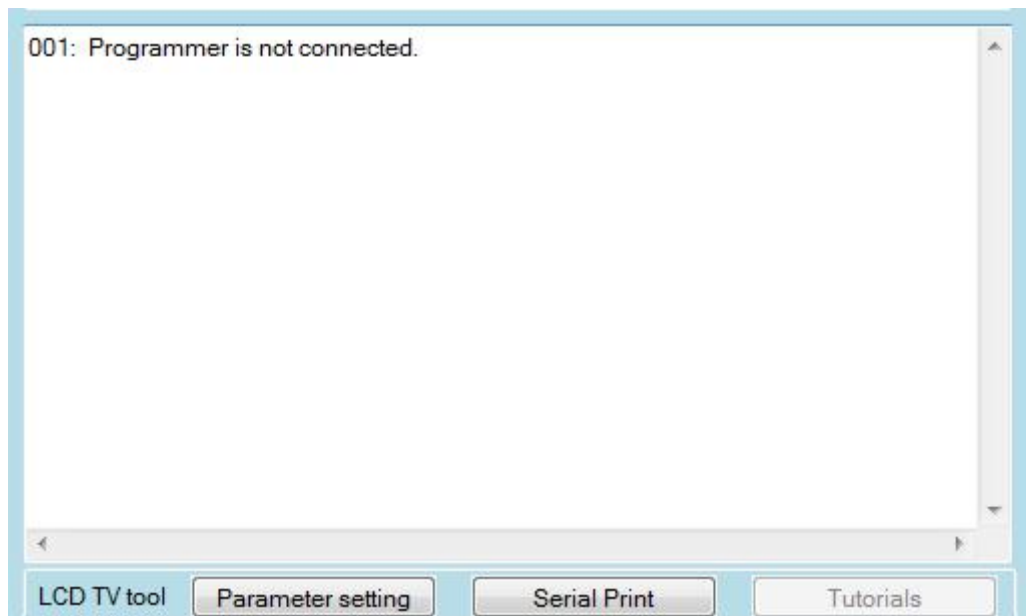 001:  Programmer is not connected.
LCD TV tool Parameter setting Serial Print Tutorials